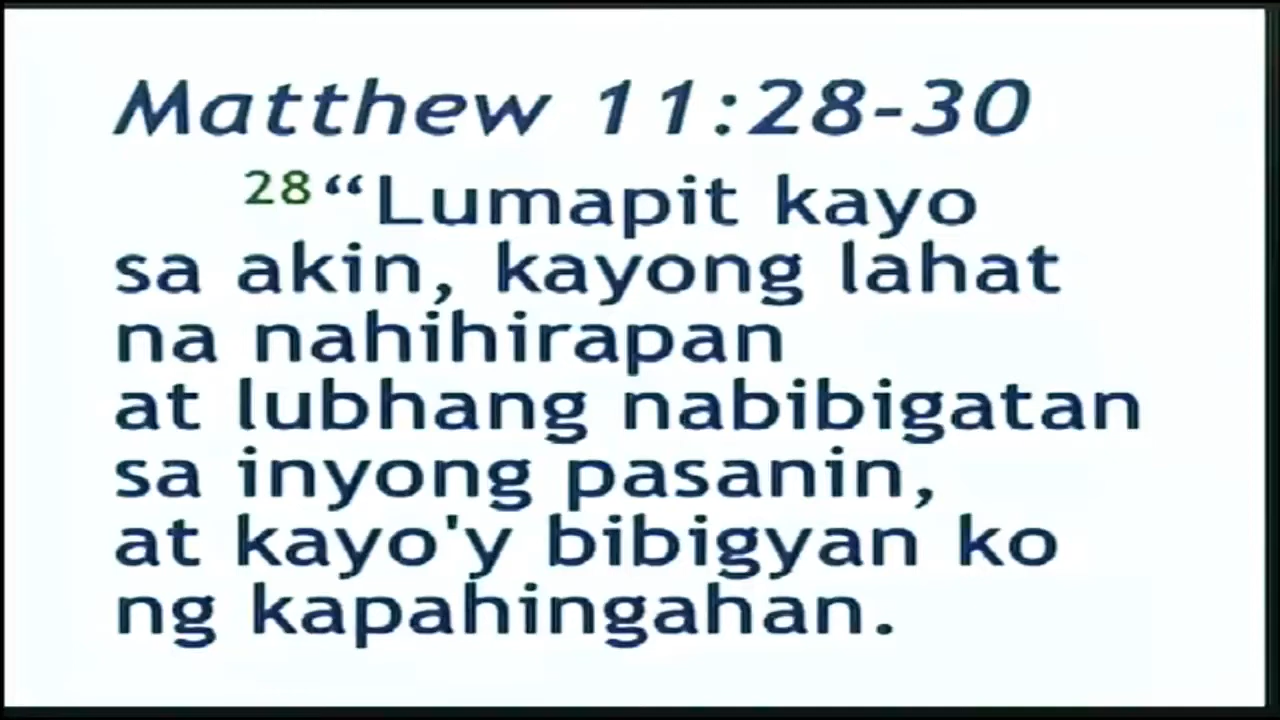 Matthew 11:28-30
28 “Lumapit kayo
sa akin, kayong lahat
na nahihirapan
at lubhang nabibigatan
sa inyong pasanin,
at kayo'y bibigyan ko
ng kapahingahan.